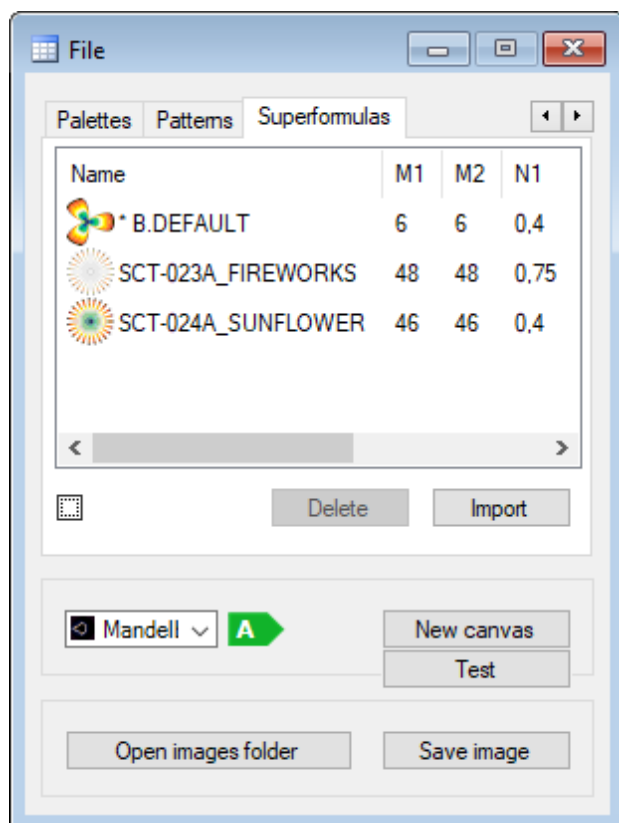 File
Palettes Patterns Superformulas
Name M1 M2 N1
* B.DEFAULT 6 6 0,4
SCT-023A_FIREWORKS 48 48 0,75
SCT-024A_SUNFLOWER 46 46 0,4
Delete Import
Mandell A New canvas
Test
Open images folder Save image